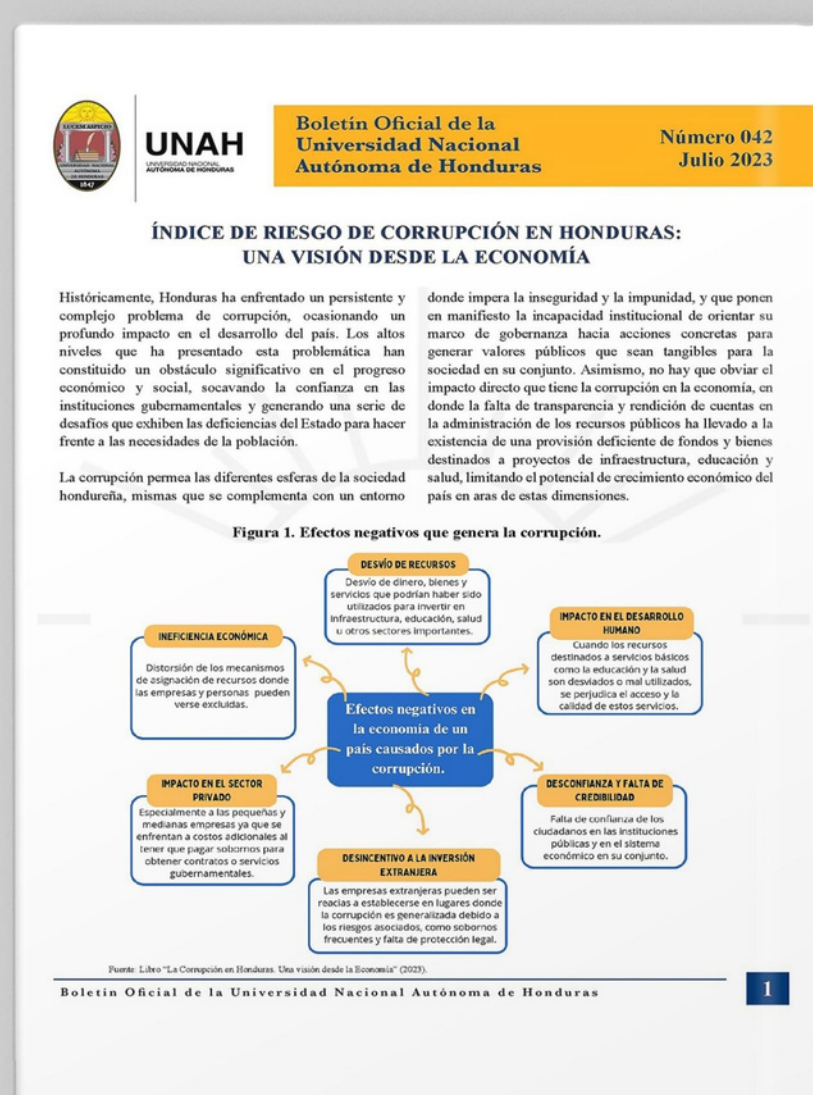 LUCEM ASPICIO
1847
UNAH
UNIVERSIDAD NACIONAL
AUTÓNOMA DE HONDURAS
Boletín Oficial de la
Universidad Nacional
Autónoma de Honduras
Número 042
Julio 2023
ÍNDICE DE RIESGO DE CORRUPCIÓN EN HONDURAS:
UNA VISIÓN DESDE LA ECONOMÍA
Históricamente, Honduras ha enfrentado un persistente y
complejo problema de corrupción, ocasionando un
profundo impacto en el desarrollo del país. Los altos
niveles que ha presentado esta problemática han
constituido un obstáculo significativo en el progreso
económico y social, socavando la confianza en las
instituciones gubernamentales y generando una serie de
desafíos que exhiben las deficiencias del Estado para hacer
frente a las necesidades de la población.
La corrupción permea las diferentes esferas de la sociedad
hondureña, mismas que se complementa con un entorno
donde impera la inseguridad y la impunidad, y que ponen
en manifiesto la incapacidad institucional de orientar su
marco de gobernanza hacia acciones concretas para
generar valores públicos que sean tangibles para la
sociedad en su conjunto. Asimismo, no hay que obviar el
impacto directo que tiene la corrupción en la economía, en
donde la falta de transparencia y rendición de cuentas en
la administración de los recursos públicos ha llevado a la
existencia de una provisión deficiente de fondos y bienes
destinados a proyectos de infraestructura, educación y
salud, limitando el potencial de crecimiento económico del
país en aras de estas dimensiones.
Figura 1. Efectos negativos que genera la corrupción.
DESVÍO DE RECURSOS
Desvío de dinero, bienes y
servicios que podrían haber sido
utilizados para invertir en
infraestructura, educación, salud
u otros sectores importantes.
INEFICIENCIA ECONÓMICA
Distorsión de los mecanismos
de asignación de recursos donde
las empresas y personas pueden
verse excluidas.
IMPACTO EN EL DESARROLLO
HUMANO
Cuando los recursos
destinados a servicios básicos
como la educación y la salud
son desviados o mal utilizados,
se perjudica el acceso y la
calidad de estos servicios.
Efectos negativos en
la economía de un
país causados por la
corrupción.
IMPACTO EN EL SECTOR
PRIVADO
Especialmente a las pequeñas y
medianas empresas ya que se
enfrentan a costos adicionales al
tener que pagar sobornos para
obtener contratos o servicios
gubernamentales.
DESCONFIANZA Y FALTA DE
CREDIBILIDAD
Falta de confianza de los
ciudadanos en las instituciones
públicas y en el sistema
económico en su conjunto.
DESINCENTIVO A LA INVERSIÓN
EXTRANJERA
Las empresas extranjeras pueden ser
reacias a establecerse en lugares donde
la corrupción es generalizada debido a
los riesgos asociados, como sobornos
frecuentes y falta de protección legal.
Fuente: Libro "La Corrupción en Honduras. Una visión desde la Economía" (2023).
Boletín Oficial de la Universidad Nacional Autónoma de Honduras
1